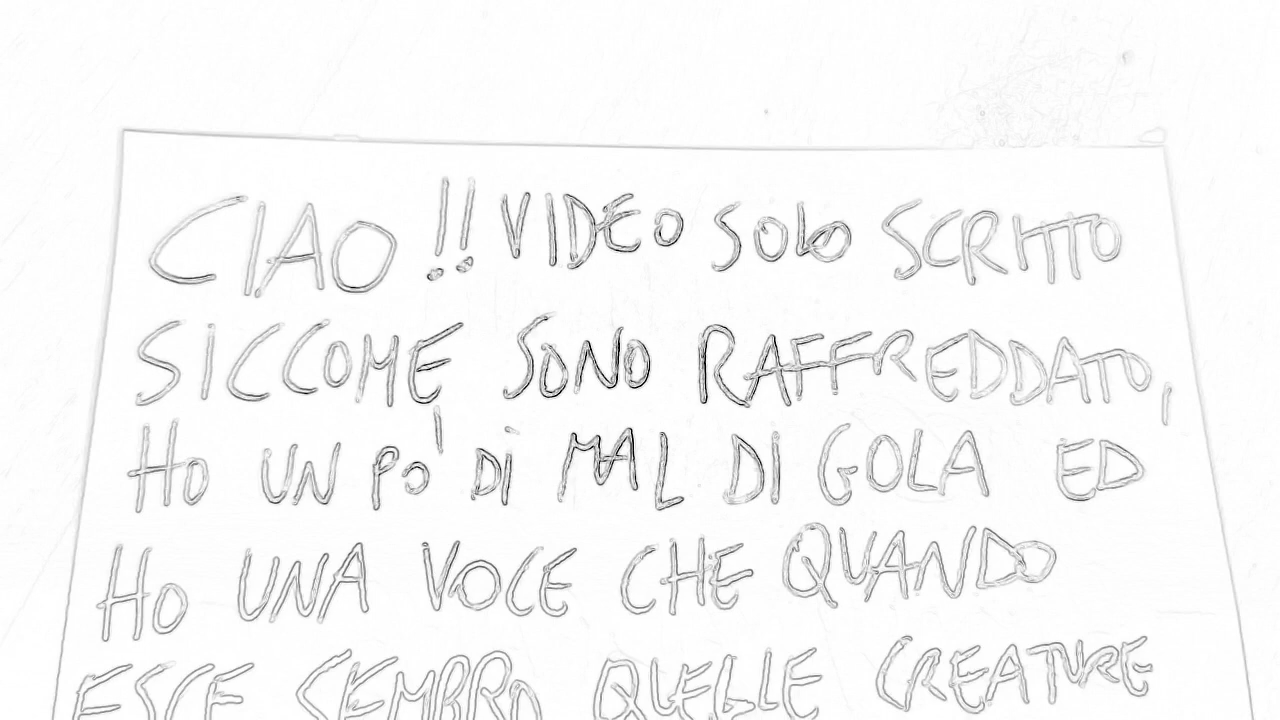 CIAO!! VIDEO SOLO SCRITTO
SICCOME SONO RAFFREDDATO,
HO UN PO' DI MAL DI GOLA ED
HO UNA VOCE CHE QUANDO
ESCE SEMBRO QUELLE CREATURE